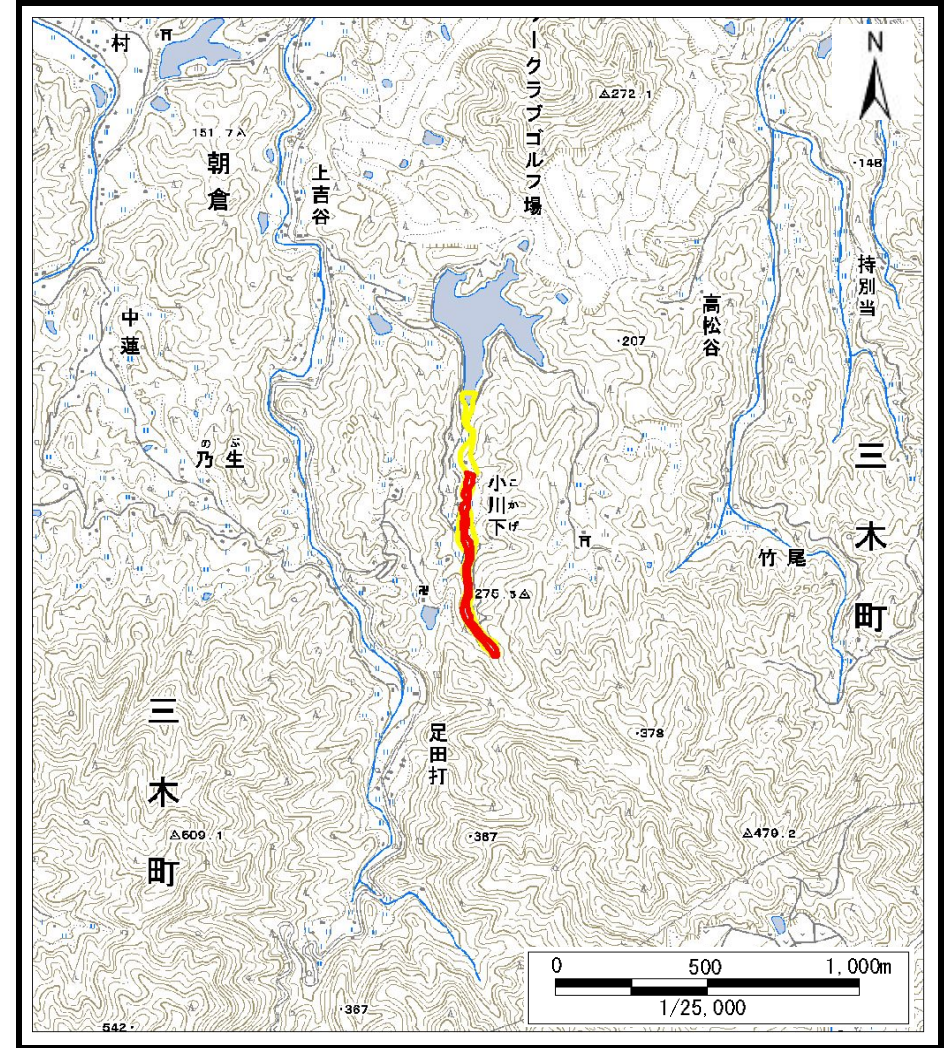 村
N
ークラブゴルフ場
272.1
151.7
朝倉
上吉谷
・148
持別当
中蓮
高松谷
・207
のぶ
乃生
三木町
小川下
こかげ
竹尾
275.3
三木町
足田打
・378
609.1
・387
479.2
0 500 1,000m
1/25,000
・367
542・